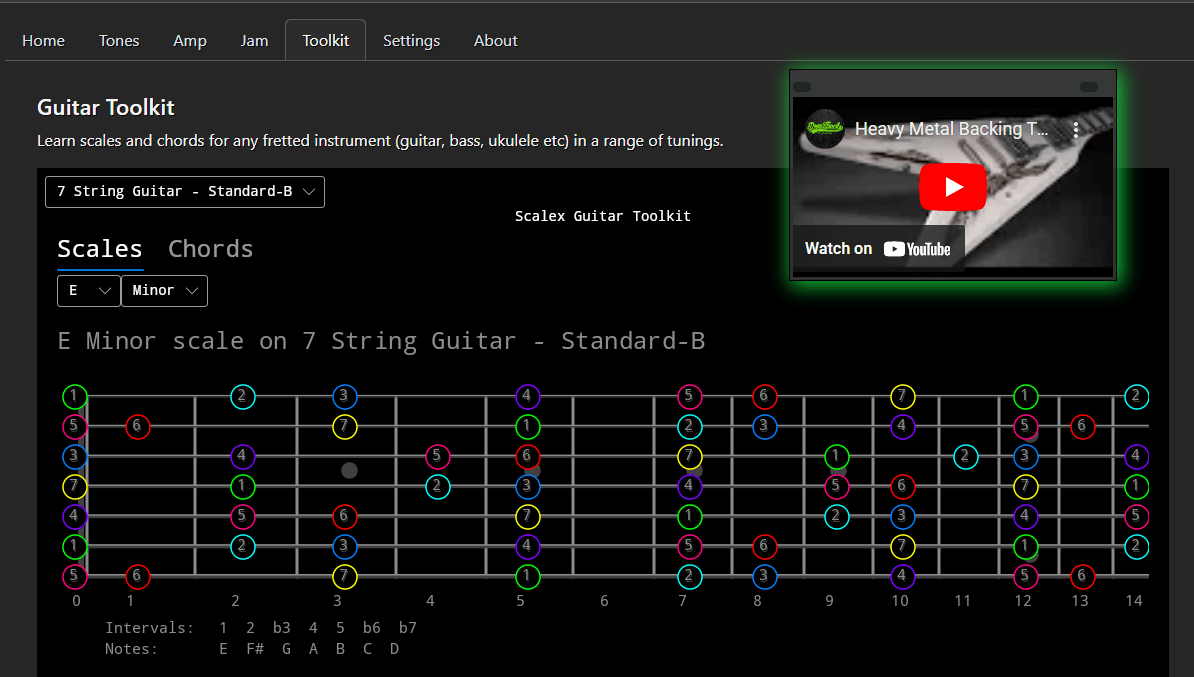 Home Tones Amp Jam Toolkit Settings About
Guitar Toolkit
Learn scales and chords for any fretted instrument (guitar, bass, ukulele etc) in a range of tunings.
Heavy Metal Backing T...
Watch on YouTube
7 String Guitar - Standard-B
Scalex Guitar Toolkit
Scales Chords
E Minor
E Minor scale on 7 String Guitar - Standard-B
1 2 3 4 5 6 7 1 2
5 6 7 1 2 3 4 5 6
3 4 5 6 7 1 2 3 4
7 1 2 3 4 5 6 7 1
4 5 6 7 1 2 3 4 5
1 2 3 4 5 6 7 1 2
5 6 7 1 2 3 4 5 6
0 1 2 3 4 5 6 7 8 9 10 11 12 13 14
Intervals: 1 2 b3 4 5 b6 b7
Notes: E F# G A B C D